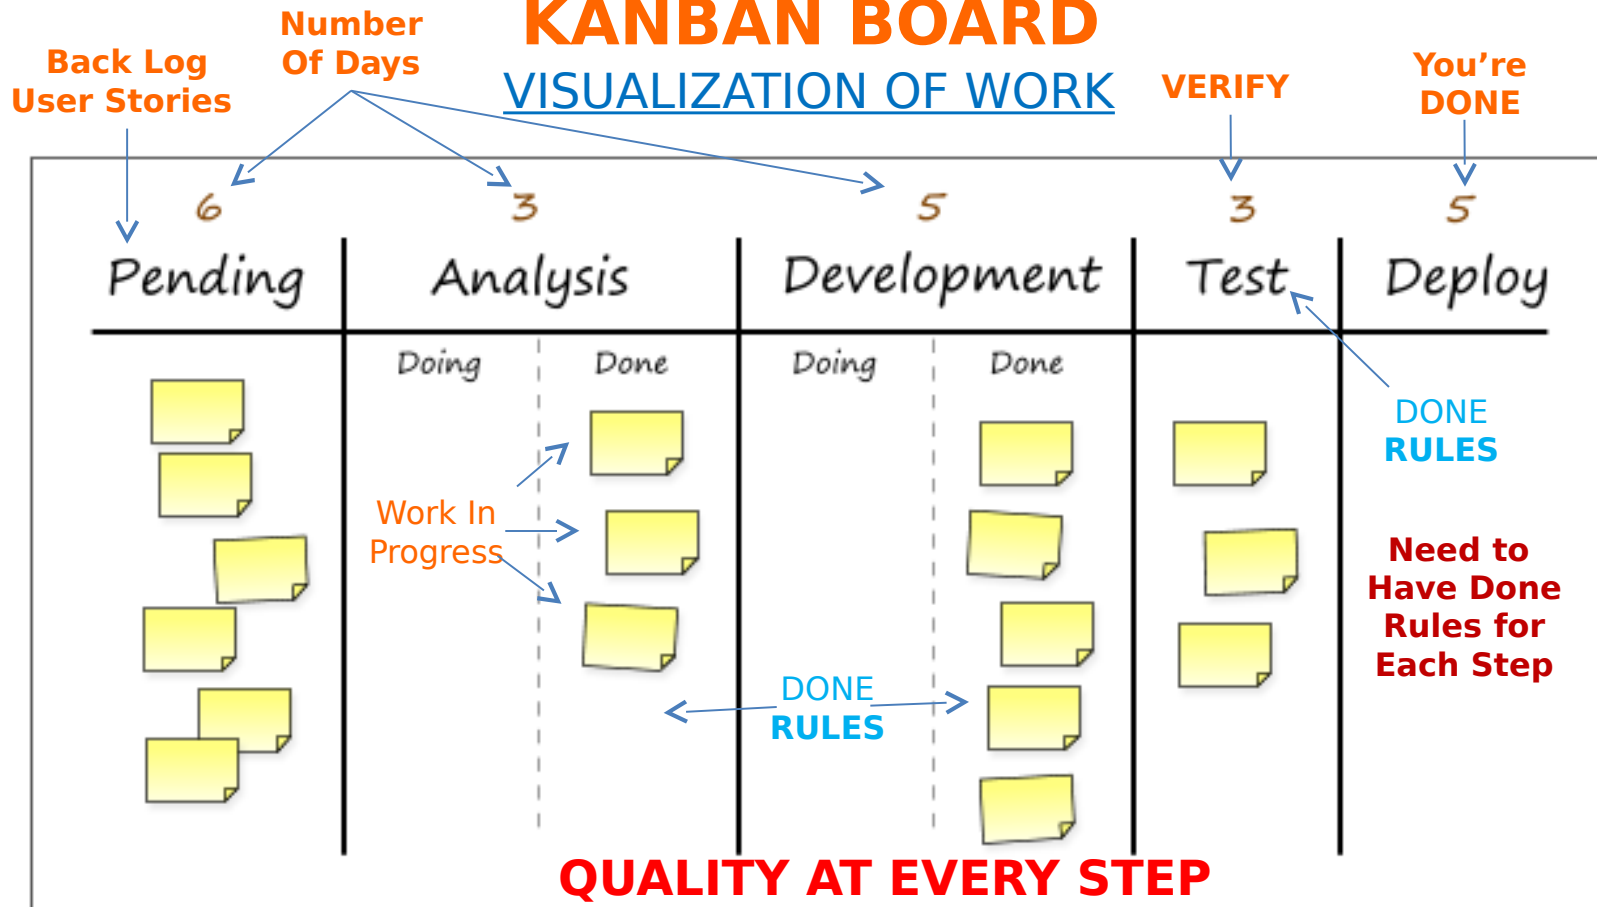 KANBAN BOARD
VISUALIZATION OF WORK
Back Log
User Stories
Number
Of Days
VERIFY
You’re
DONE
6
3
5
3
5
Pending
Analysis
Development
Test
Deploy
Doing
Done
Doing
Done
Work In
Progress
DONE
RULES
DONE
RULES
Need to
Have Done
Rules for
Each Step
QUALITY AT EVERY STEP